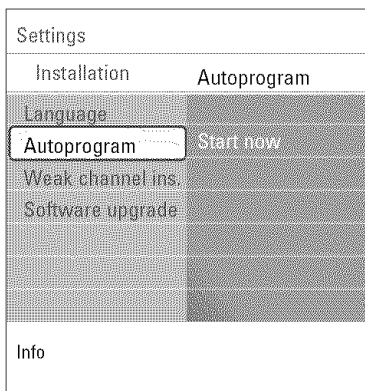 Settings
Installation
Autoprogram
Language
Autoprogram
Start now
Weak channel ins.
Software upgrade
Info